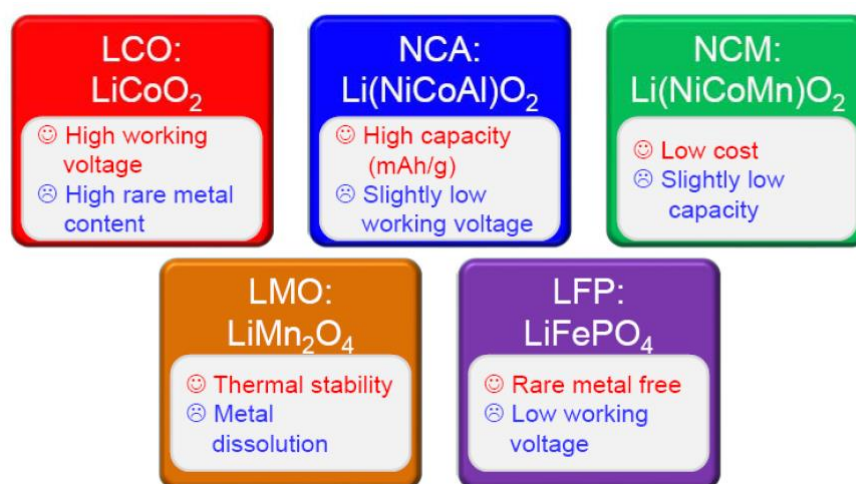 LCO:
LiCoO₂
☺ High working
voltage
☹ High rare metal
content
NCA:
Li(NiCoAl)O₂
☺ High capacity
(mAh/g)
☹ Slightly low
working voltage
NCM:
Li(NiCoMn)O₂
☺ Low cost
☹ Slightly low
capacity
LMO:
LiMn₂O₄
☺ Thermal stability
☹ Metal
dissolution
LFP:
LiFePO₄
☺ Rare metal free
☹ Low working
voltage